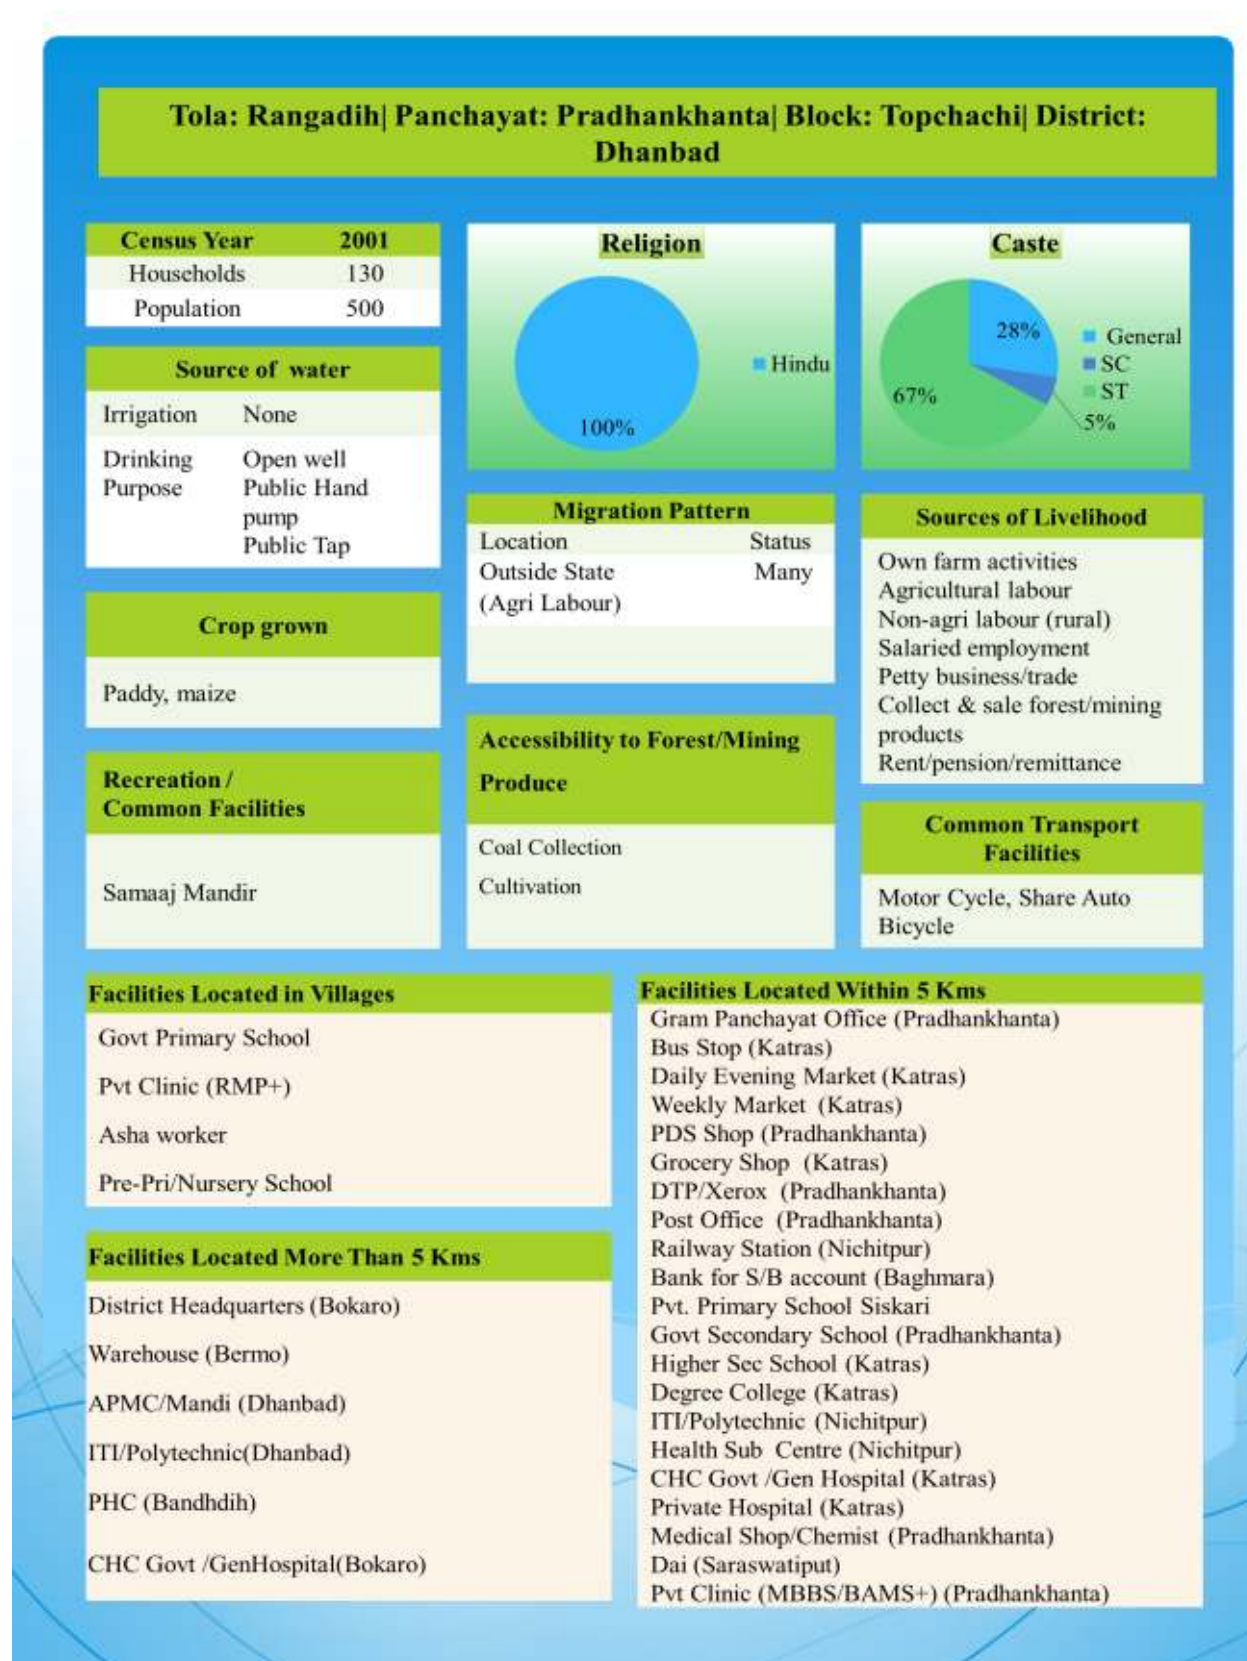 Tola: Rangadih| Panchayat: Pradhankhanta| Block: Topchachi| District:
Dhanbad
Census Year 2001
Households 130
Population 500
Source of water
Irrigation None
Drinking Open well
Purpose Public Hand
pump
Public Tap
Crop grown
Paddy, maize
Recreation /
Common Facilities
Samaaj Mandir
Religion
Hindu
100%
Caste
28%
General
SC
ST
67%
5%
Migration Pattern
Location Status
Outside State Many
(Agri Labour)
Accessibility to Forest/Mining
Produce
Coal Collection
Cultivation
Sources of Livelihood
Own farm activities
Agricultural labour
Non-agri labour (rural)
Salaried employment
Petty business/trade
Collect & sale forest/mining
products
Rent/pension/remittance
Common Transport
Facilities
Motor Cycle, Share Auto
Bicycle
Facilities Located in Villages
Govt Primary School
Pvt Clinic (RMP+)
Asha worker
Pre-Pri/Nursery School
Facilities Located More Than 5 Kms
District Headquarters (Bokaro)
Warehouse (Bermo)
APMC/Mandi (Dhanbad)
ITI/Polytechnic(Dhanbad)
PHC (Bandhdih)
CHC Govt /GenHospital(Bokaro)
Facilities Located Within 5 Kms
Gram Panchayat Office (Pradhankhanta)
Bus Stop (Katras)
Daily Evening Market (Katras)
Weekly Market (Katras)
PDS Shop (Pradhankhanta)
Grocery Shop (Katras)
DTP/Xerox (Pradhankhanta)
Post Office (Pradhankhanta)
Railway Station (Nichitpur)
Bank for S/B account (Baghmara)
Pvt. Primary School Siskari
Govt Secondary School (Pradhankhanta)
Higher Sec School (Katras)
Degree College (Katras)
ITI/Polytechnic (Nichitpur)
Health Sub Centre (Nichitpur)
CHC Govt /Gen Hospital (Katras)
Private Hospital (Katras)
Medical Shop/Chemist (Pradhankhanta)
Dai (Saraswatiput)
Pvt Clinic (MBBS/BAMS+) (Pradhankhanta)